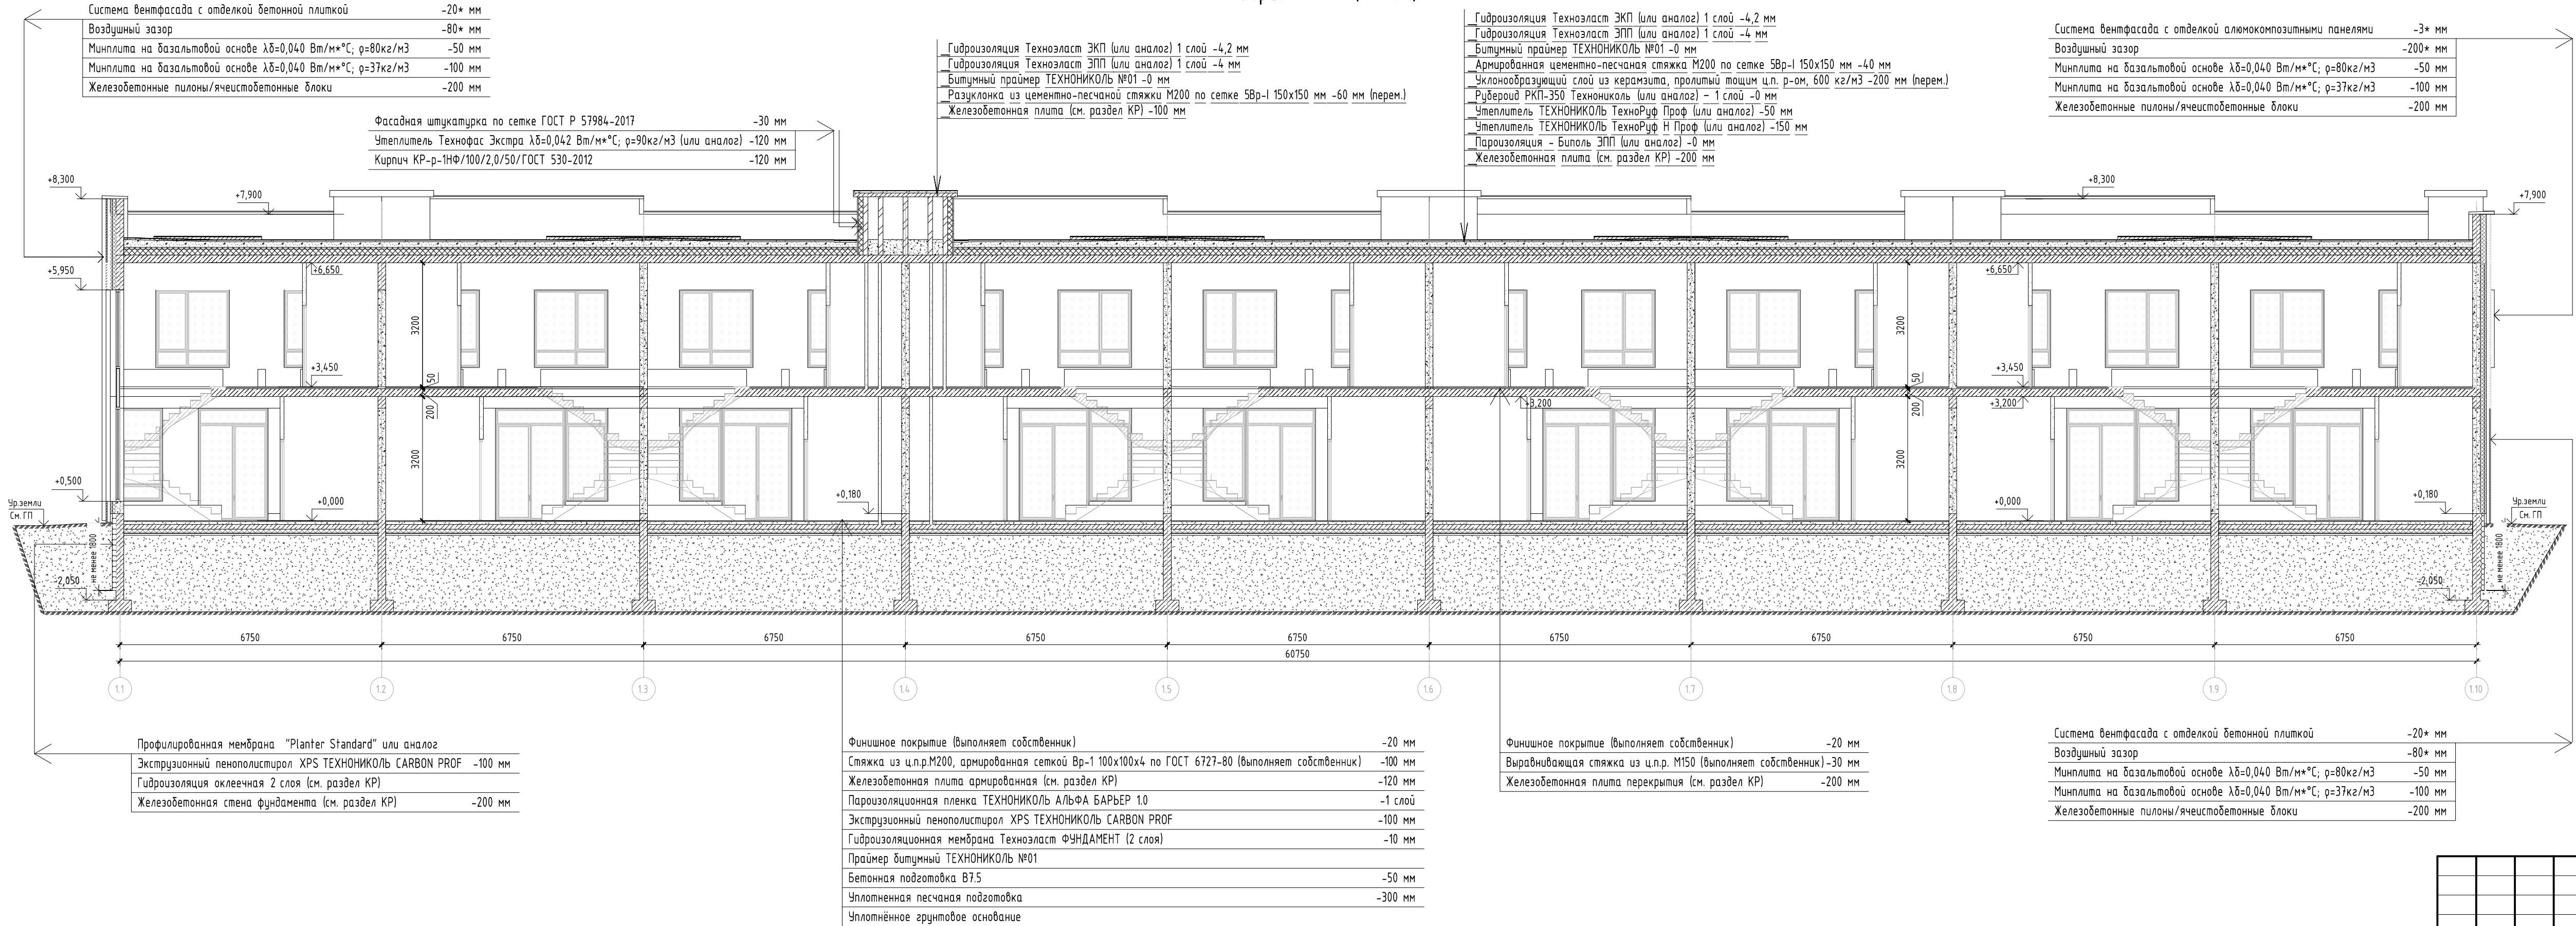 Система вентфасада с отделкой бетонной плиткой -20* мм
Воздушный зазор -80* мм
Минплита на базальтовой основе λδ=0,040 Вт/м*°С; ρ=80кг/м3 -50 мм
Минплита на базальтовой основе λδ=0,040 Вт/м*°С; ρ=37кг/м3 -100 мм
Железобетонные пилоны/ячеистобетонные блоки -200 мм
Фасадная штукатурка по сетке ГОСТ Р 57984-2017 -30 мм
Утеплитель Технофас Экстра λδ=0,042 Вт/м*°С; ρ=90кг/м3 (или аналог) -120 мм
Кирпич КР-р-1НФ/100/2,0/50/ГОСТ 530-2012 -120 мм
Гидроизоляция Техноэласт ЭКП (или аналог) 1 слой -4,2 мм
Гидроизоляция Техноэласт ЭПП (или аналог) 1 слой -4 мм
Битумный праймер ТЕХНОНИКОЛЬ №01 -0 мм
Разуклонка из цементно-песчаной стяжки М200 по сетке 5Вр-I 150х150 мм -60 мм (перем.)
Железобетонная плита (см. раздел КР) -100 мм
Гидроизоляция Техноэласт ЭКП (или аналог) 1 слой -4,2 мм
Гидроизоляция Техноэласт ЭПП (или аналог) 1 слой -4 мм
Битумный праймер ТЕХНОНИКОЛЬ №01 -0 мм
Армированная цементно-песчаная стяжка М200 по сетке 5Вр-I 150х150 мм -40 мм
Уклонообразующий слой из керамзита, пролитый тощим ц.п. р-ом, 600 кг/м3 -200 мм (перем.)
Рубероид РКП-350 Технониколь (или аналог) - 1 слой -0 мм
Утеплитель ТЕХНОНИКОЛЬ ТехноРуф Проф (или аналог) -50 мм
Утеплитель ТЕХНОНИКОЛЬ ТехноРуф Н Проф (или аналог) -150 мм
Пароизоляция - Биполь ЭПП (или аналог) -0 мм
Железобетонная плита (см. раздел КР) -200 мм
Система вентфасада с отделкой алюмокомпозитными панелями -3* мм
Воздушный зазор -200* мм
Минплита на базальтовой основе λδ=0,040 Вт/м*°С; ρ=80кг/м3 -50 мм
Минплита на базальтовой основе λδ=0,040 Вт/м*°С; ρ=37кг/м3 -100 мм
Железобетонные пилоны/ячеистобетонные блоки -200 мм
+8,300 +7,900 +8,300 +7,900
+5,950 +6,650 +6,650
3200 3200
+3,450 50 50 +3,450
200 +3,200 200 +3,200
3200 3200
+0,500 +0,000 +0,180 +0,000 +0,180
Ур.земли
См. ГП
Ур.земли
См. ГП
не менее 1800
-2,050
-2,050
не менее 1800
6750 6750 6750 6750 6750 6750 6750 6750 6750
60750
1.1 1.2 1.3 1.4 1.5 1.6 1.7 1.8 1.9 1.10
Профилированная мембрана "Planter Standard" или аналог
Экструзионный пенополистирол XPS ТЕХНОНИКОЛЬ CARBON PROF -100 мм
Гидроизоляция оклеечная 2 слоя (см. раздел КР)
Железобетонная стена фундамента (см. раздел КР) -200 мм
Финишное покрытие (выполняет собственник) -20 мм
Стяжка из ц.п.р.М200, армированная сеткой Вр-1 100х100х4 по ГОСТ 6727-80 (выполняет собственник) -100 мм
Железобетонная плита армированная (см. раздел КР) -120 мм
Пароизоляционная пленка ТЕХНОНИКОЛЬ АЛЬФА БАРЬЕР 1.0 -1 слой
Экструзионный пенополистирол XPS ТЕХНОНИКОЛЬ CARBON PROF -100 мм
Гидроизоляционная мембрана Техноэласт ФУНДАМЕНТ (2 слоя) -10 мм
Праймер битумный ТЕХНОНИКОЛЬ №01
Бетонная подготовка В7.5 -50 мм
Уплотненная песчаная подготовка -300 мм
Уплотнённое грунтовое основание
Финишное покрытие (выполняет собственник) -20 мм
Выравнивающая стяжка из ц.п.р. М150 (выполняет собственник) -30 мм
Железобетонная плита перекрытия (см. раздел КР) -200 мм
Система вентфасада с отделкой бетонной плиткой -20* мм
Воздушный зазор -80* мм
Минплита на базальтовой основе λδ=0,040 Вт/м*°С; ρ=80кг/м3 -50 мм
Минплита на базальтовой основе λδ=0,040 Вт/м*°С; ρ=37кг/м3 -100 мм
Железобетонные пилоны/ячеистобетонные блоки -200 мм